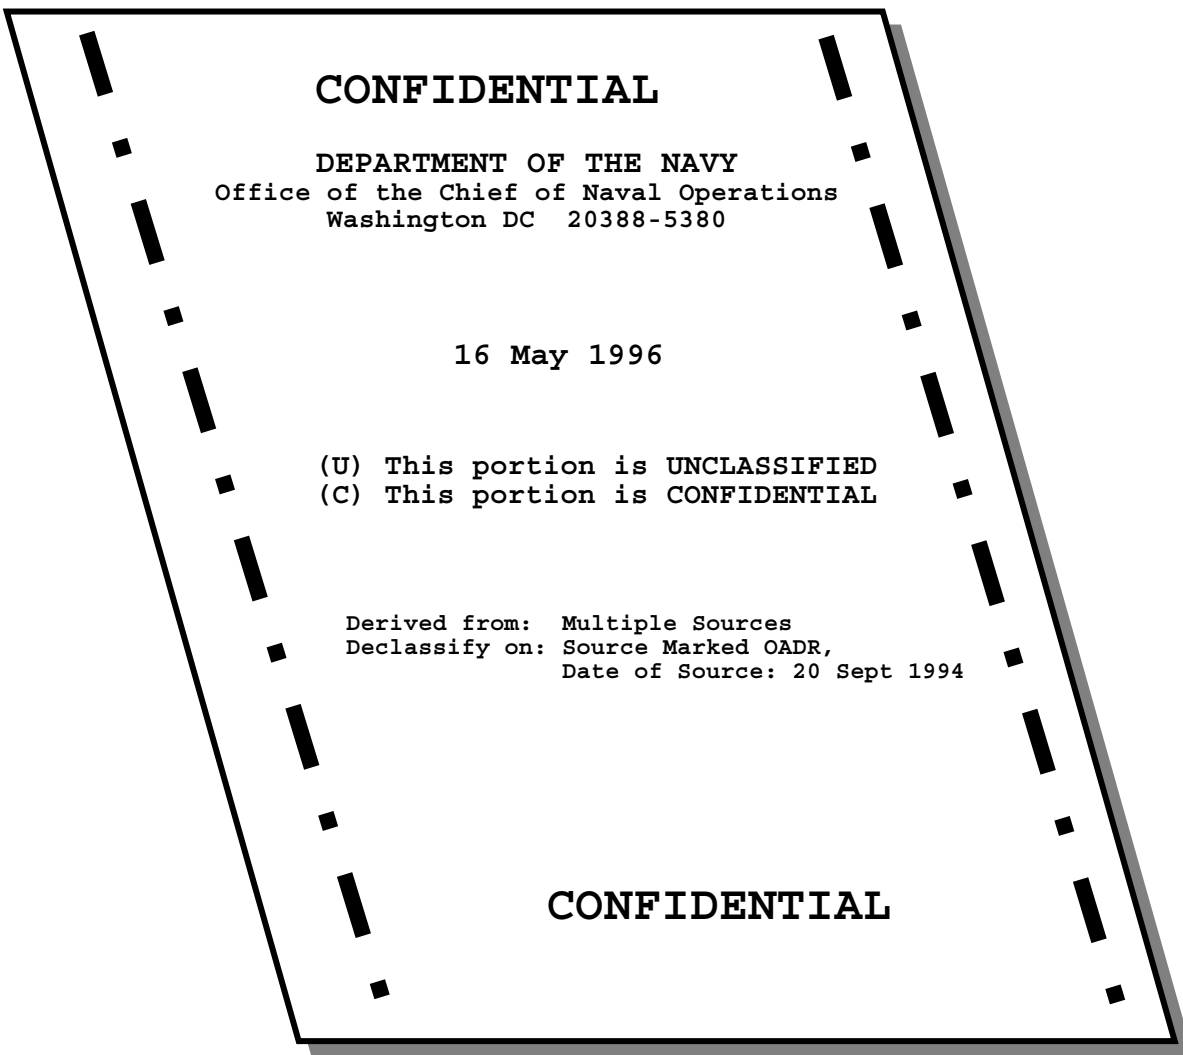 CONFIDENTIAL
DEPARTMENT OF THE NAVY
Office of the Chief of Naval Operations
Washington DC  20388-5380
16 May 1996
(U) This portion is UNCLASSIFIED
(C) This portion is CONFIDENTIAL
Derived from:  Multiple Sources
Declassify on: Source Marked OADR,
Date of Source: 20 Sept 1994
CONFIDENTIAL